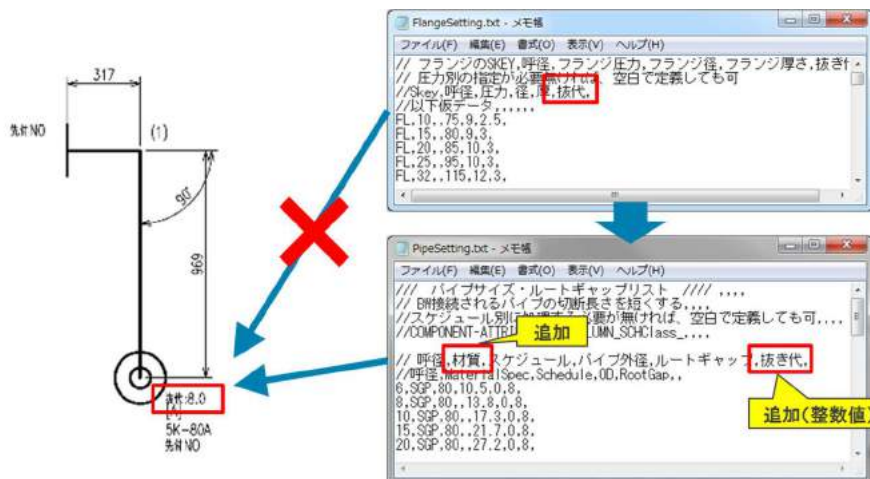 317
先付NO
(1)
90°
969
抜代:8.0
[A]
5K-80A
先付NO
FlangeSetting.txt - メモ帳
ファイル(F) 編集(E) 書式(O) 表示(V) ヘルプ(H)
// フランジのSKEY,呼径,フランジ圧力,フランジ径,フランジ厚さ,抜き代
// 圧力別の指定が必要無ければ、空白で定義しても可
//Skey,呼径,圧力,径,厚,抜代,
//以下仮データ,,,,,,
FL,10,,75,9,2.5,
FL,15,,80,9,3,
FL,20,,85,10,3,
FL,25,,95,10,3,
FL,32,,115,12,3,
PipeSetting.txt - メモ帳
ファイル(F) 編集(E) 書式(O) 表示(V) ヘルプ(H)
/// パイプサイズ・ルートギャップリスト //// ,,,,
// BW接続されるパイプの切断長さを短くする,,,,
//スケジュール別に 必要が無ければ、空白で定義しても可,,,,
//COMPONENT-ATTRI LUMN_SCHClass_,,,,
追加
// 呼径,材質,スケジュール,パイプ外径,ルートギャップ,抜き代,
//呼径,MaterialSpec,Schedule,OD,RootGap,,
6,SGP,80,10.5,0.8,
8,SGP,80,,13.8,0.8,
10,SGP,80,,17.3,0.8,
15,SGP,80,,21.7,0.8,
20,SGP,80,,27.2,0.8,
追加(整数値)